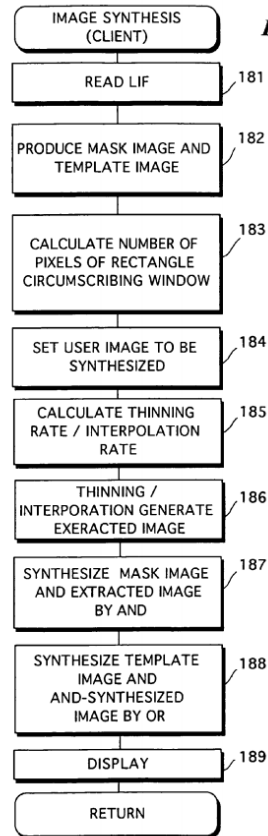 IMAGE SYNTHESIS
(CLIENT)
READ LIF
181
PRODUCE MASK IMAGE AND
TEMPLATE IMAGE
182
CALCULATE NUMBER OF
PIXELS OF RECTANGLE
CIRCUMSCRIBING WINDOW
183
SET USER IMAGE TO BE
SYNTHESIZED
184
CALCULATE THINNING
RATE / INTERPOLATION
RATE
185
THINNING /
INTERPORATION GENERATE
EXERACTED IMAGE
186
SYNTHESIZE MASK IMAGE
AND EXTRACTED IMAGE
BY AND
187
SYNTHESIZE TEMPLATE
IMAGE AND
AND-SYNTHESIZED
IMAGE BY OR
188
DISPLAY
189
RETURN